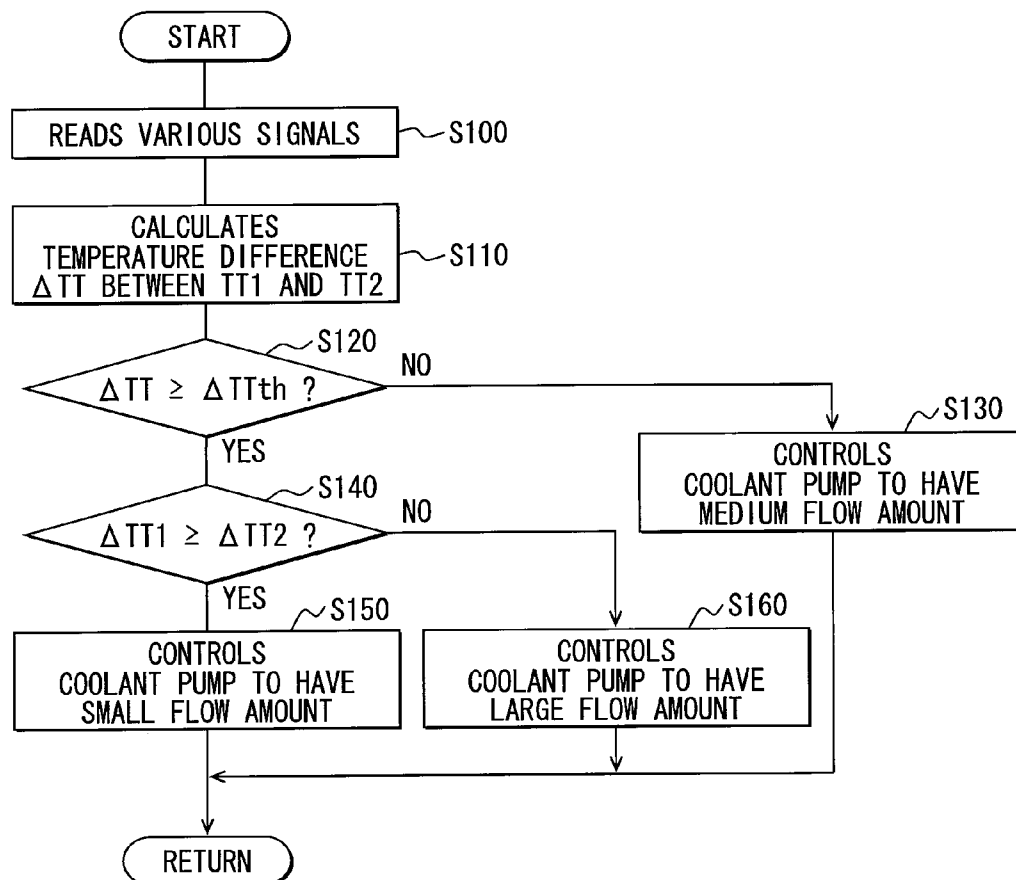 START
READS VARIOUS SIGNALS
S100
CALCULATES
TEMPERATURE DIFFERENCE
ΔTT BETWEEN TT1 AND TT2
S110
S120
ΔTT ≥ ΔTTth ?
NO
YES
S130
CONTROLS
COOLANT PUMP TO HAVE
MEDIUM FLOW AMOUNT
S140
ΔTT1 ≥ ΔTT2 ?
NO
YES
S150
CONTROLS
COOLANT PUMP TO HAVE
SMALL FLOW AMOUNT
S160
CONTROLS
COOLANT PUMP TO HAVE
LARGE FLOW AMOUNT
RETURN